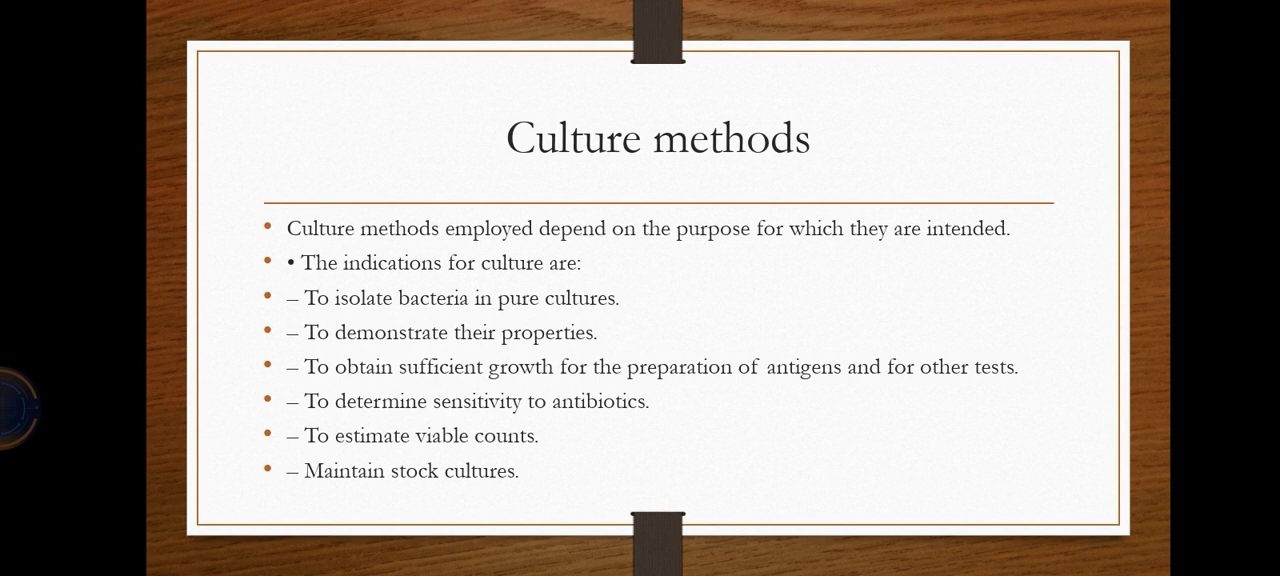 Culture methods
• Culture methods employed depend on the purpose for which they are intended.
• • The indications for culture are:
• – To isolate bacteria in pure cultures.
• – To demonstrate their properties.
• – To obtain sufficient growth for the preparation of antigens and for other tests.
• – To determine sensitivity to antibiotics.
• – To estimate viable counts.
• – Maintain stock cultures.